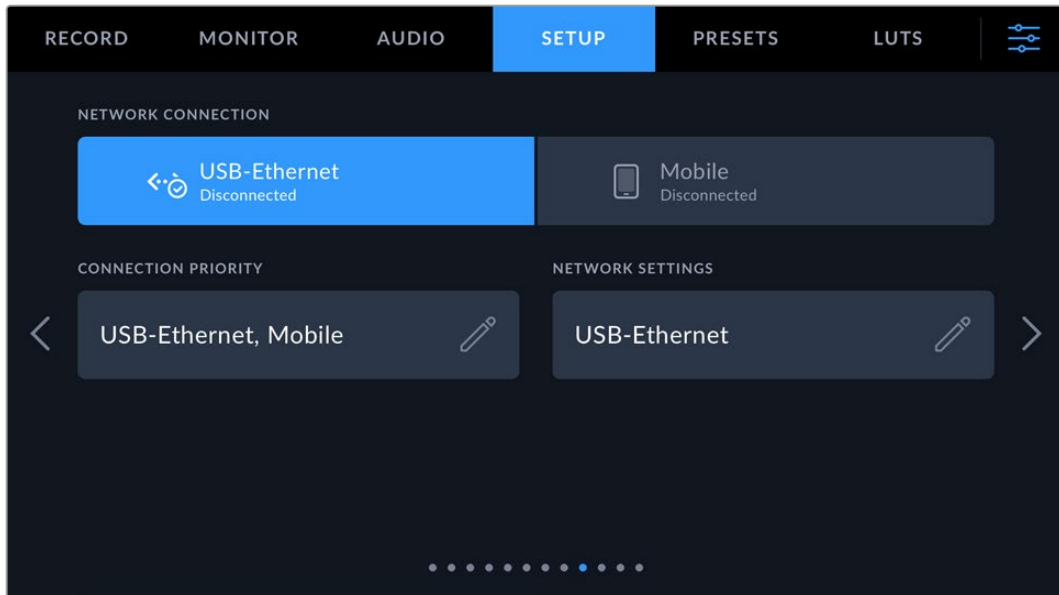 RECORD MONITOR AUDIO SETUP PRESETS LUTS
NETWORK CONNECTION
USB-Ethernet
Disconnected
Mobile
Disconnected
CONNECTION PRIORITY
USB-Ethernet, Mobile
NETWORK SETTINGS
USB-Ethernet